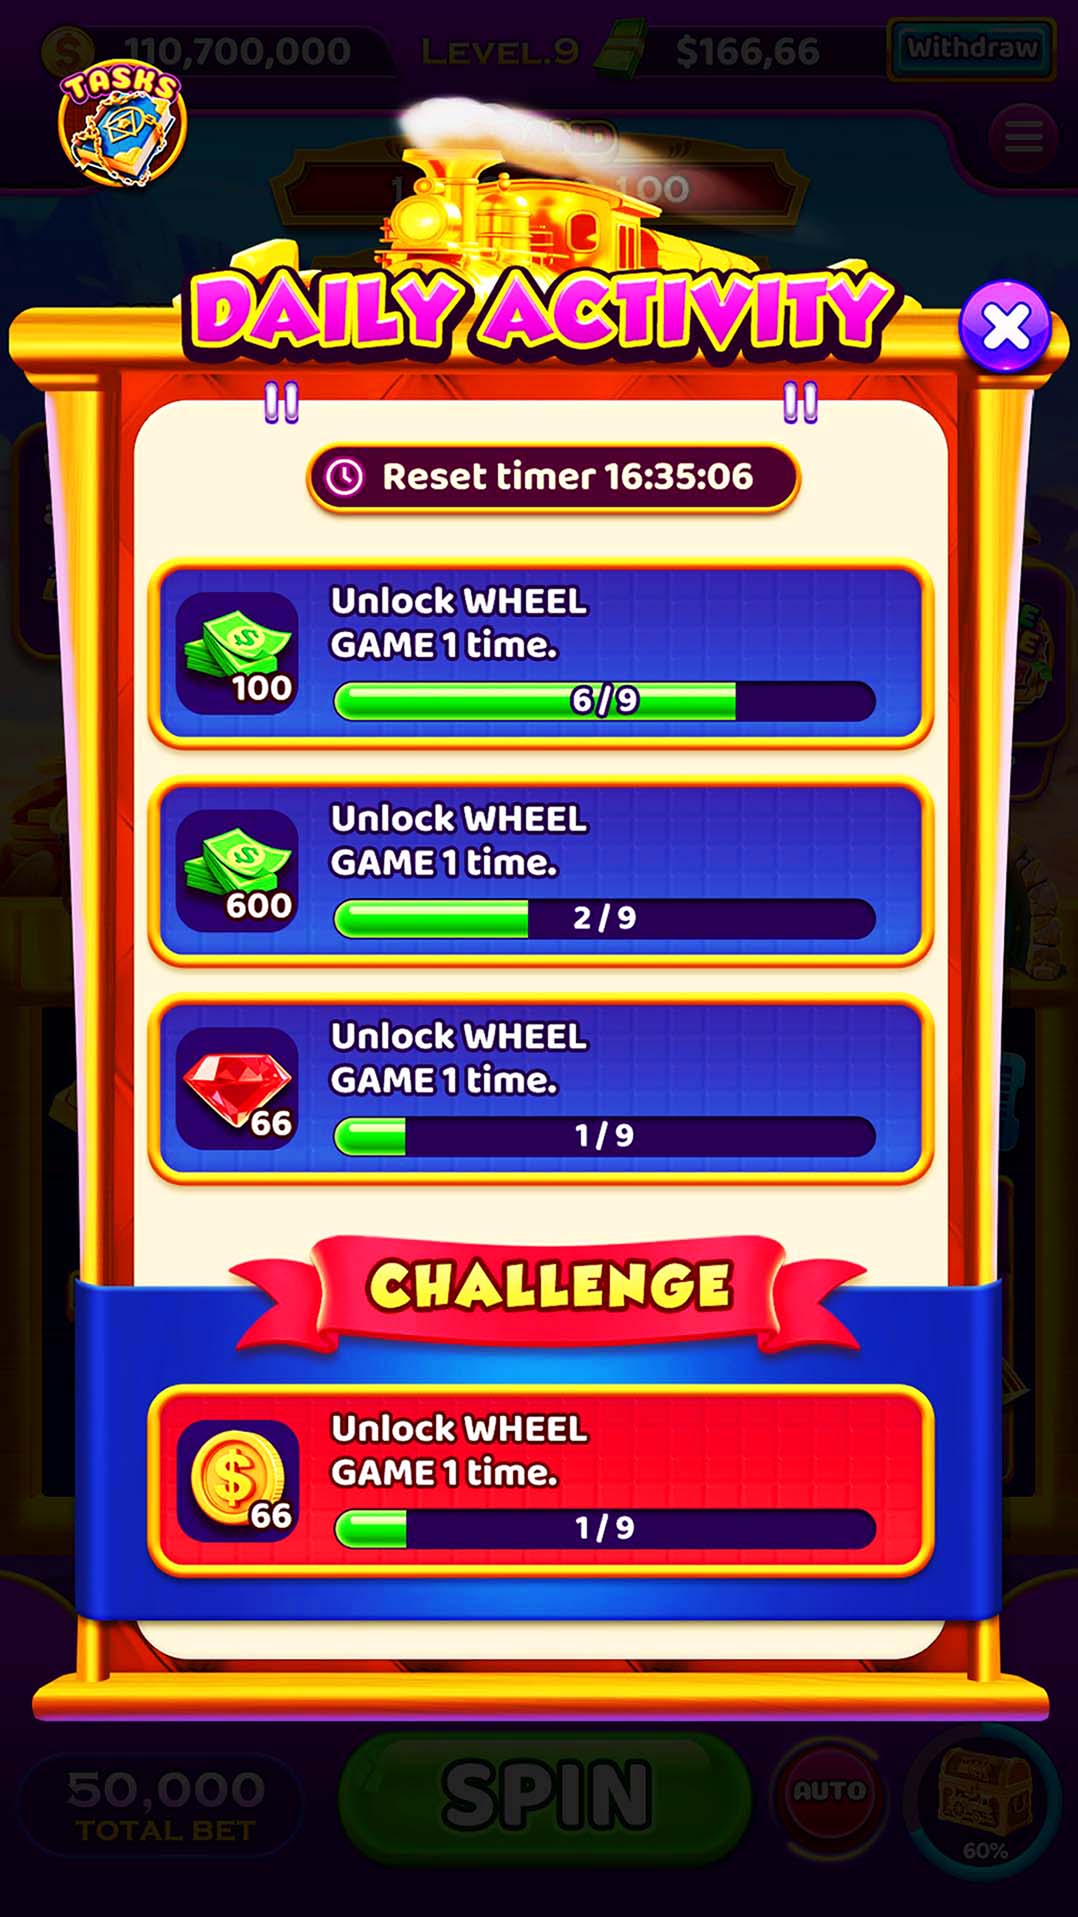 110,700,000
LEVEL.9
$166,66
Withdraw
TASKS
DAILY ACTIVITY
Reset timer 16:35:06
Unlock WHEEL
GAME 1 time.
100
6/9
Unlock WHEEL
GAME 1 time.
600
2/9
Unlock WHEEL
GAME 1 time.
66
1/9
CHALLENGE
Unlock WHEEL
GAME 1 time.
66
1/9
50,000
TOTAL BET
SPIN
AUTO
60%